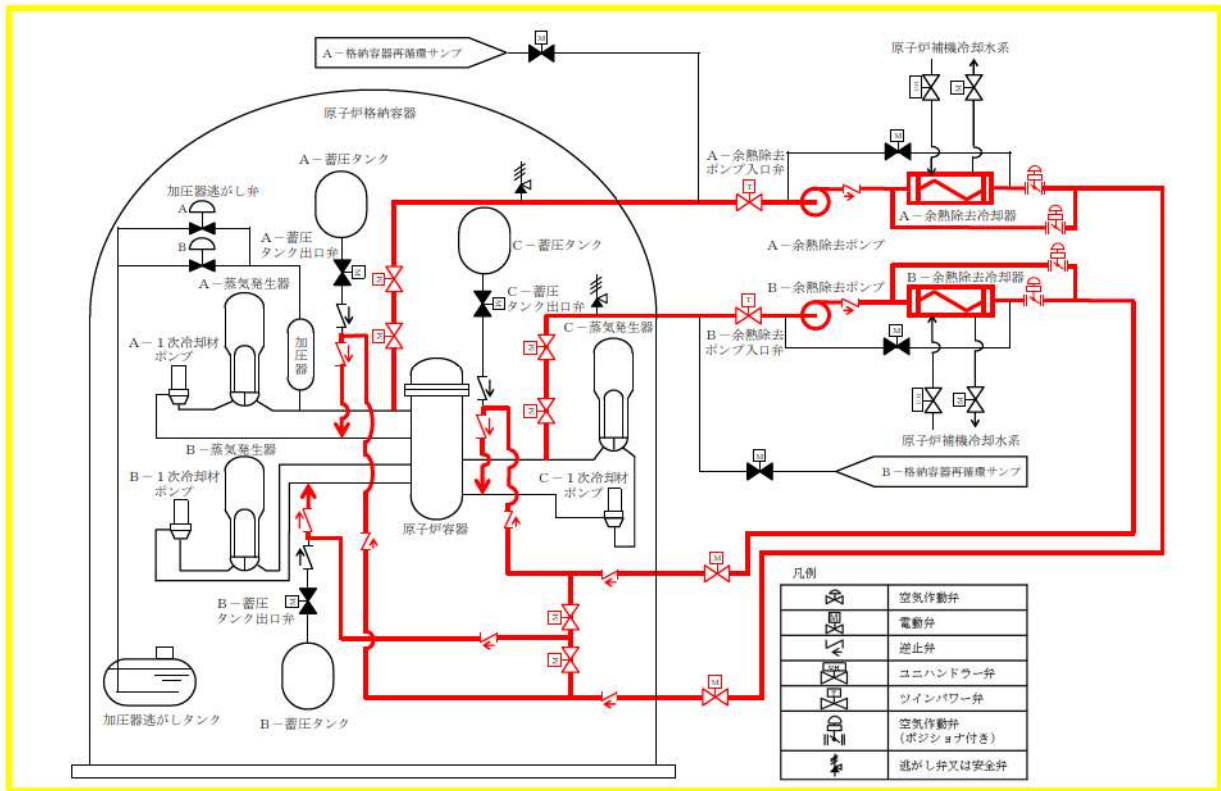 A－格納容器再循環サンプ
M
原子炉補機冷却水系
原子炉格納容器
A－蓄圧タンク
加圧器逃がし弁
A
B
A－蓄圧
タンク出口弁
C－蓄圧タンク
A－余熱除去
ポンプ入口弁
T
M
A－余熱除去冷却器
A－余熱除去ポンプ
B－余熱除去ポンプ
B－余熱除去冷却器
T
M
B－余熱除去
ポンプ入口弁
C－蓄圧
タンク出口弁
A－蒸気発生器
C－蒸気発生器
A－1次冷却材
ポンプ
加圧器
M
M
M
M
M
M
M
原子炉補機冷却水系
B－蒸気発生器
B－1次冷却材
ポンプ
C－1次冷却材
ポンプ
原子炉容器
M
B－格納容器再循環サンプ
M
M
M
M
B－蓄圧
タンク出口弁
M
B－蓄圧タンク
加圧器逃がしタンク
凡例
空気作動弁
M
電動弁
逆止弁
ユニハンドラー弁
T
ツインパワー弁
空気作動弁
(ポジショナ付き)
逃がし弁又は安全弁